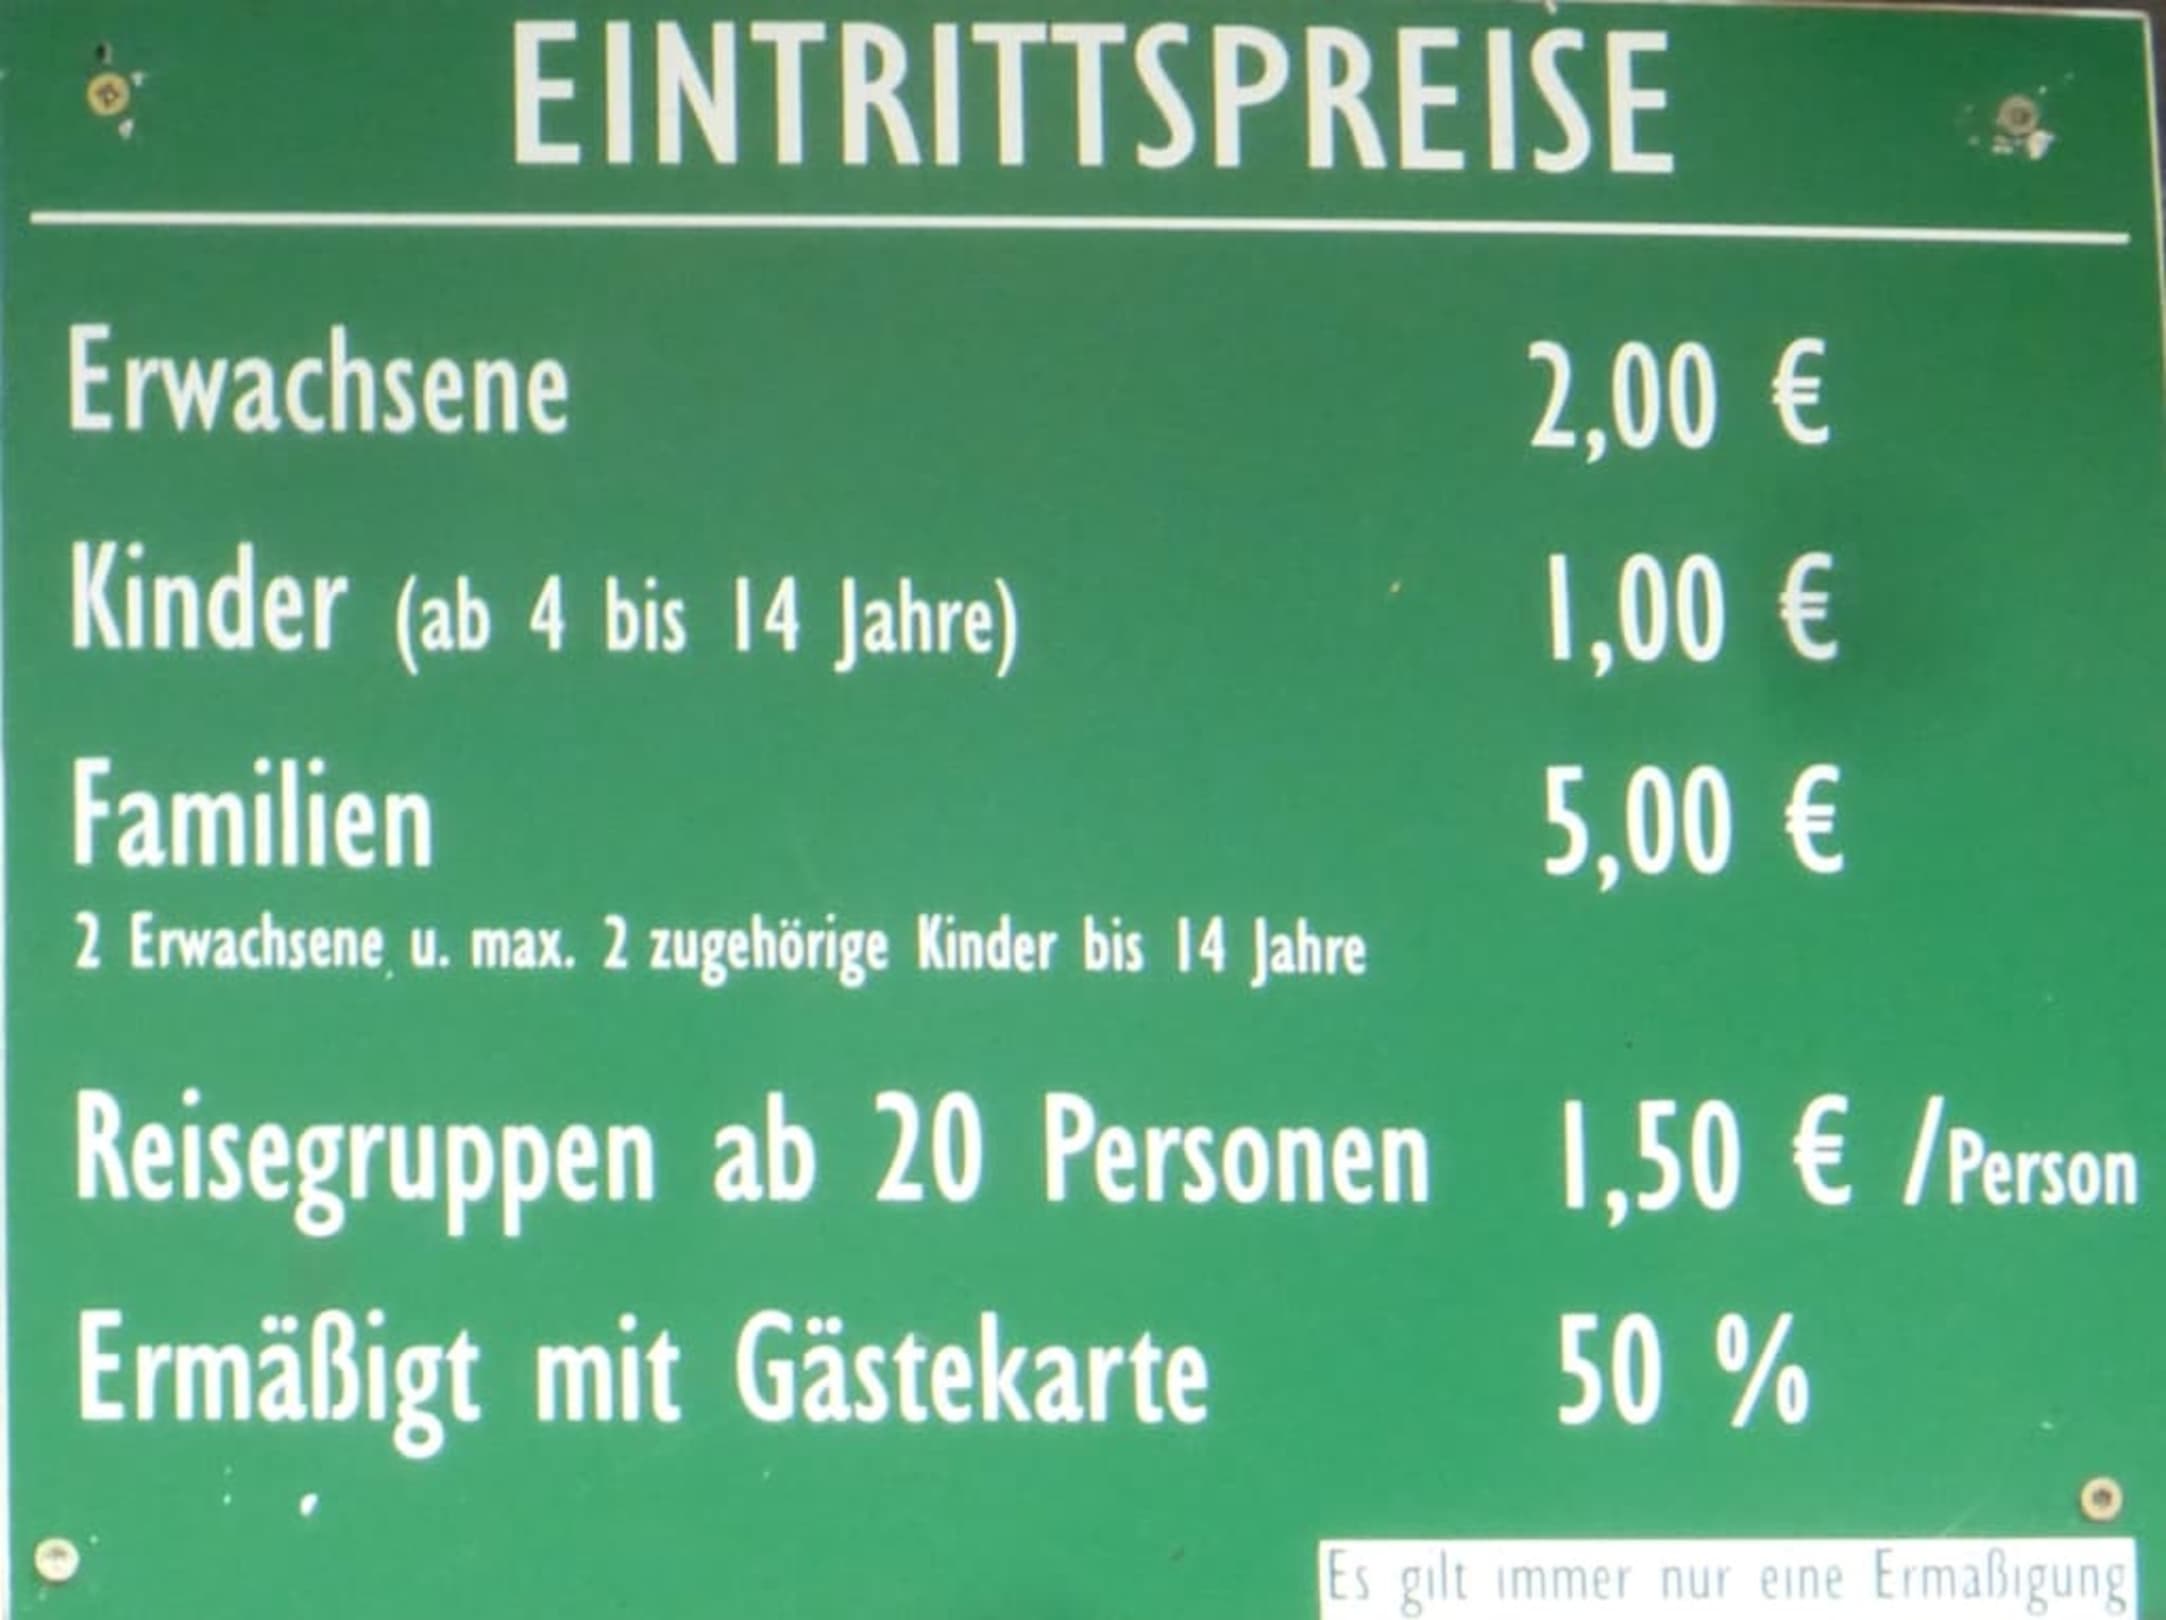 EINTRITTSPREISE
Erwachsene 2,00 €
Kinder (ab 4 bis 14 Jahre) 1,00 €
Familien 5,00 €
2 Erwachsene u. max. 2 zugehörige Kinder bis 14 Jahre
Reisegruppen ab 20 Personen 1,50 € /Person
Ermäßigt mit Gästekarte 50 %
Es gilt immer nur eine Ermäßigung